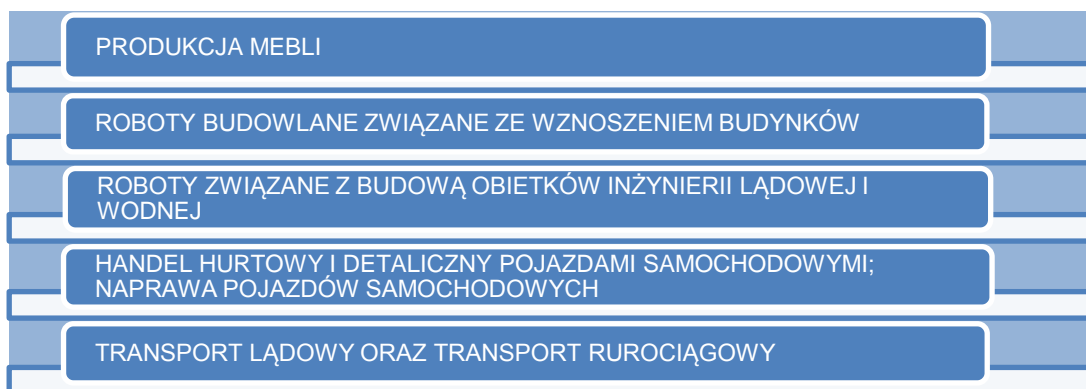 PRODUKCJA MEBLI
ROBOTY BUDOWLANE ZWIĄZANE ZE WZNOSZENIEM BUDYNKÓW
ROBOTY ZWIĄZANE Z BUDOWĄ OBIETKÓW INŻYNIERII LĄDOWEJ I
WODNEJ
HANDEL HURTOWY I DETALICZNY POJAZDAMI SAMOCHODOWYMI;
NAPRAWA POJAZDÓW SAMOCHODOWYCH
TRANSPORT LĄDOWY ORAZ TRANSPORT RUROCIĄGOWY